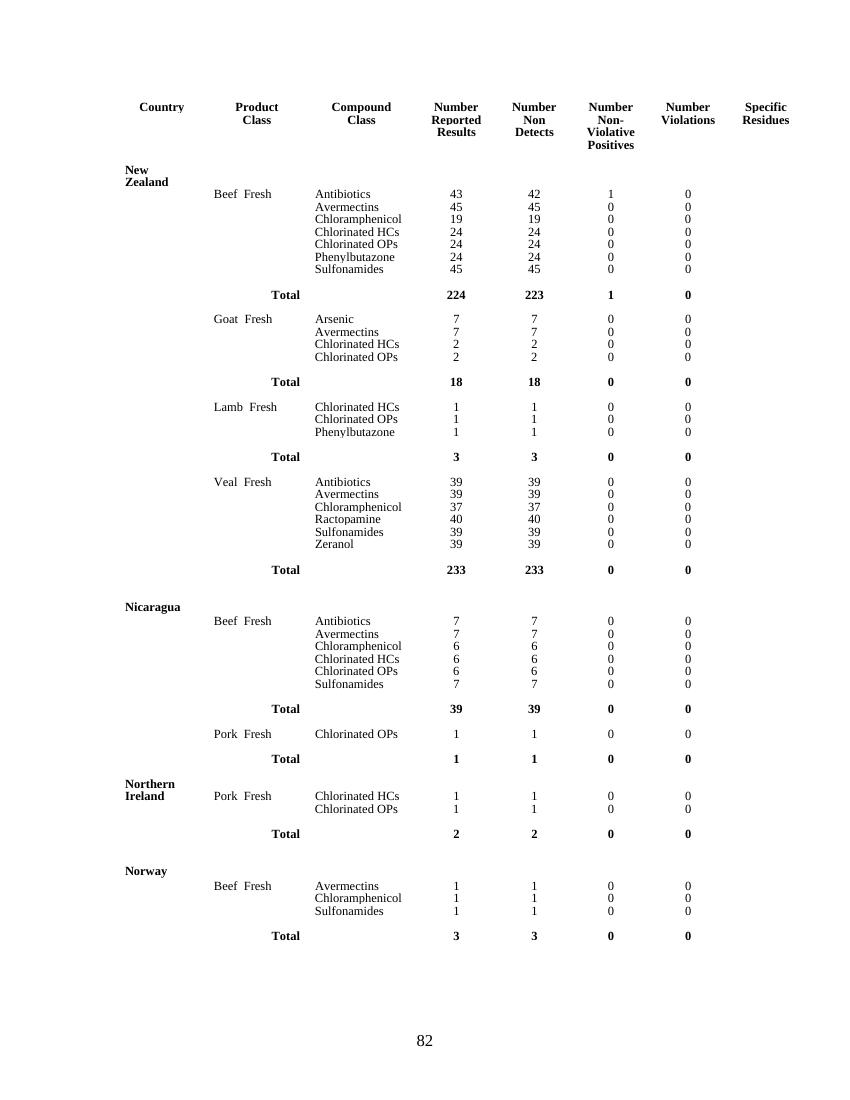 Country Product Compound Number Number Number Number Specific
Class Class Reported Non Non- Violations Residues
Results Detects Violative
Positives
New
Zealand
Beef Fresh Antibiotics 43 42 1 0
Avermectins 45 45 0 0
Chloramphenicol 19 19 0 0
Chlorinated HCs 24 24 0 0
Chlorinated OPs 24 24 0 0
Phenylbutazone 24 24 0 0
Sulfonamides 45 45 0 0
Total 224 223 1 0
Goat Fresh Arsenic 7 7 0 0
Avermectins 7 7 0 0
Chlorinated HCs 2 2 0 0
Chlorinated OPs 2 2 0 0
Total 18 18 0 0
Lamb Fresh Chlorinated HCs 1 1 0 0
Chlorinated OPs 1 1 0 0
Phenylbutazone 1 1 0 0
Total 3 3 0 0
Veal Fresh Antibiotics 39 39 0 0
Avermectins 39 39 0 0
Chloramphenicol 37 37 0 0
Ractopamine 40 40 0 0
Sulfonamides 39 39 0 0
Zeranol 39 39 0 0
Total 233 233 0 0
Nicaragua
Beef Fresh Antibiotics 7 7 0 0
Avermectins 7 7 0 0
Chloramphenicol 6 6 0 0
Chlorinated HCs 6 6 0 0
Chlorinated OPs 6 6 0 0
Sulfonamides 7 7 0 0
Total 39 39 0 0
Pork Fresh Chlorinated OPs 1 1 0 0
Total 1 1 0 0
Northern
Ireland Pork Fresh Chlorinated HCs 1 1 0 0
Chlorinated OPs 1 1 0 0
Total 2 2 0 0
Norway
Beef Fresh Avermectins 1 1 0 0
Chloramphenicol 1 1 0 0
Sulfonamides 1 1 0 0
Total 3 3 0 0
82